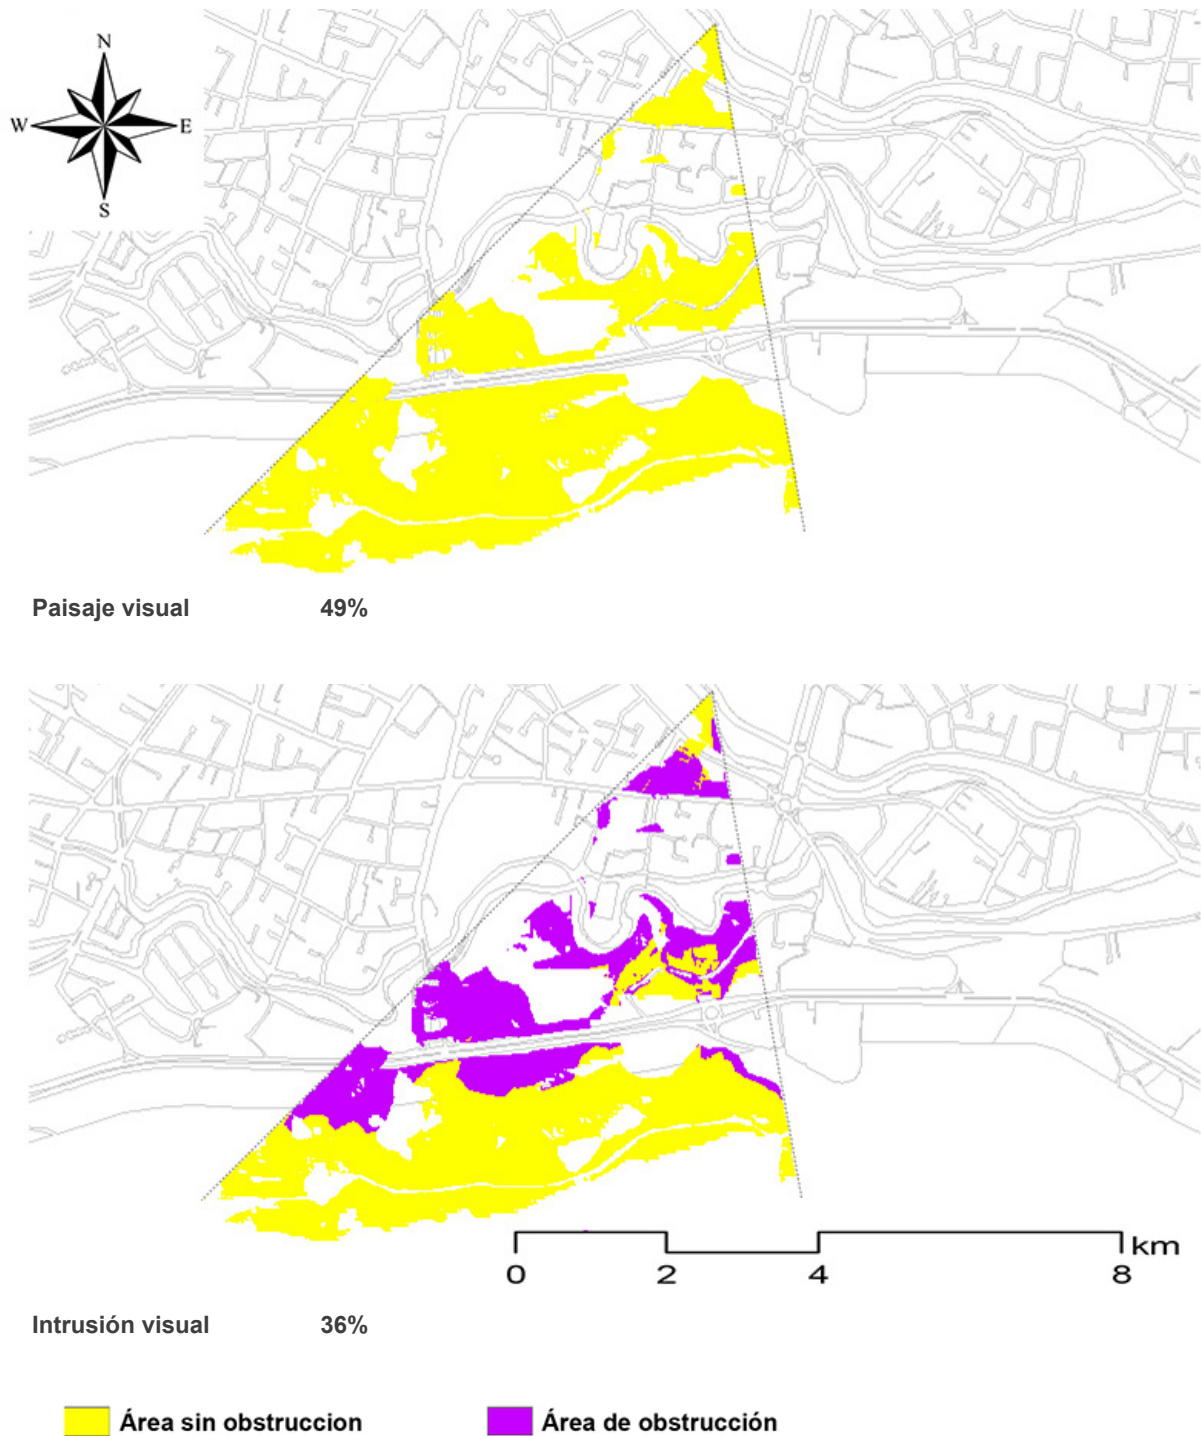 N
W E
S
Paisaje visual 49%
km
0 2 4 8
Intrusión visual 36%
Área sin obstruccion Área de obstrucción